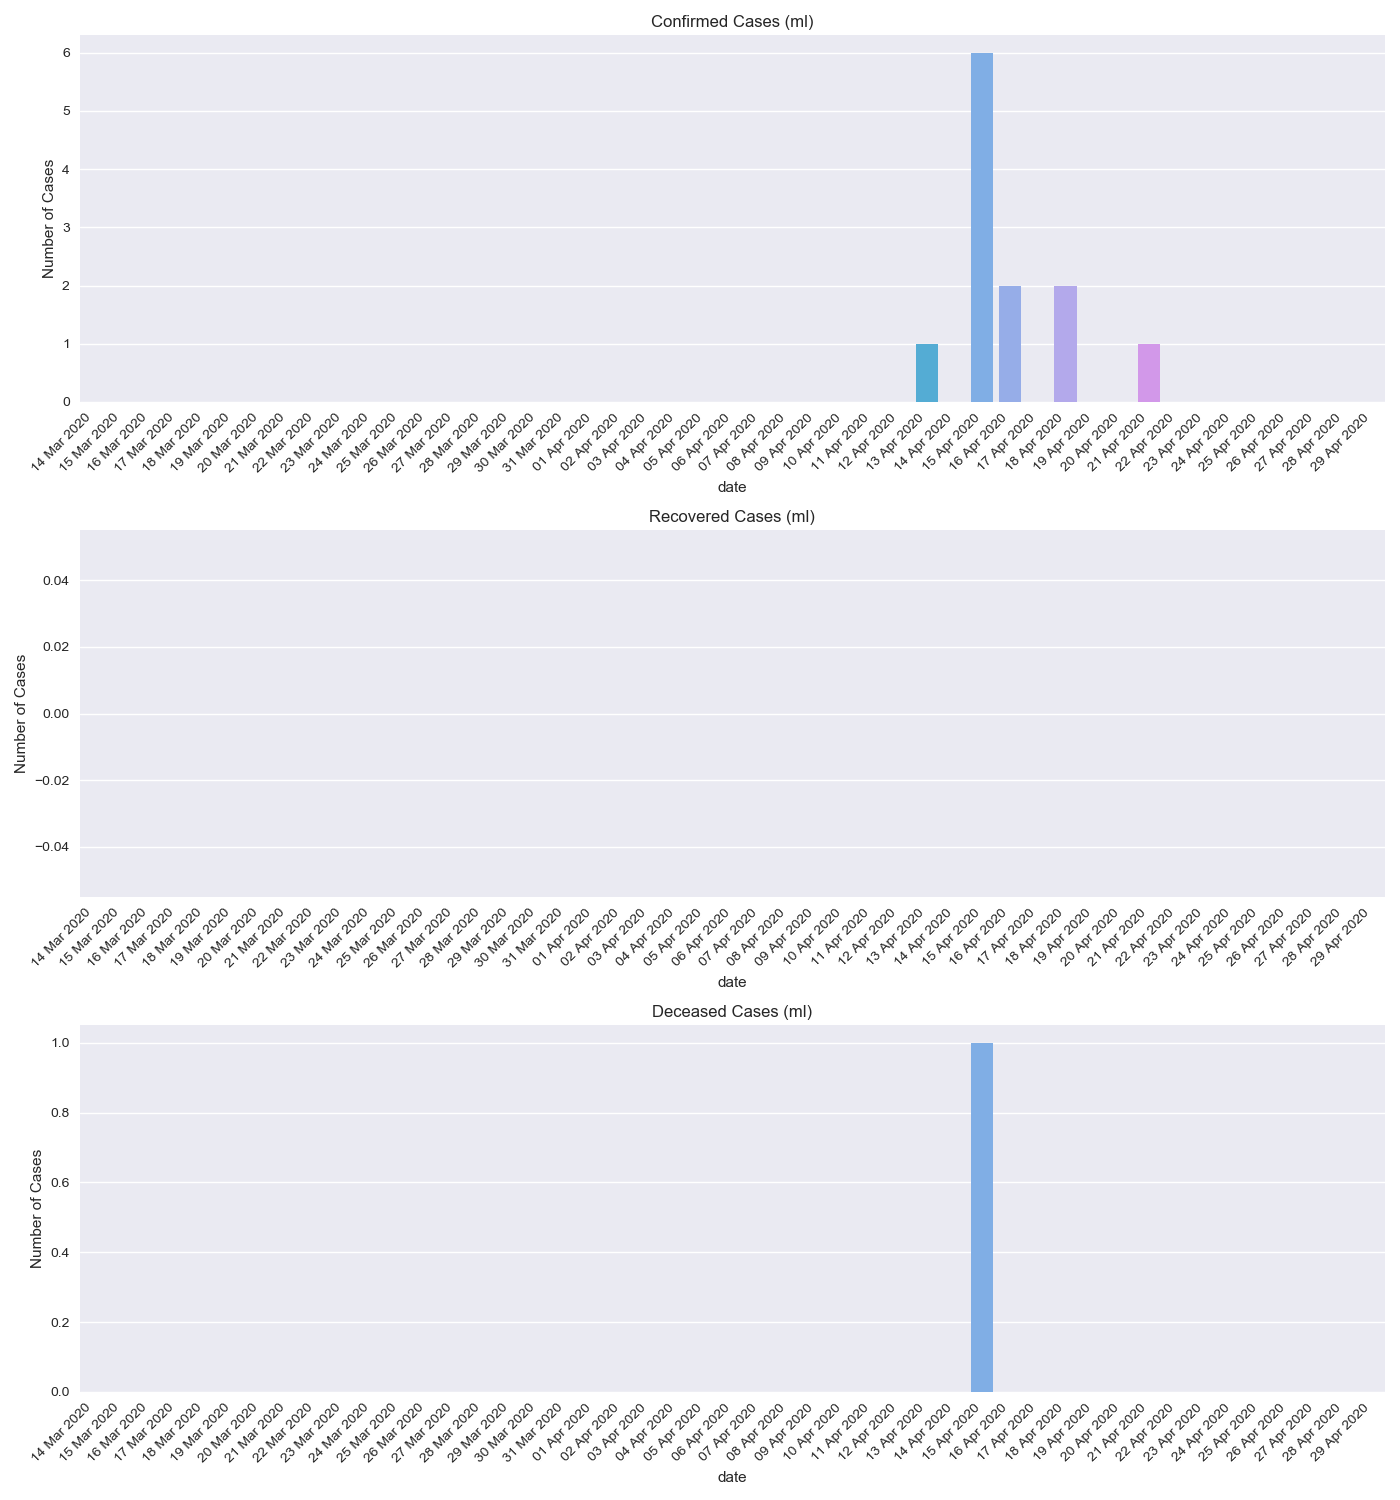 Confirmed Cases (ml)
Number of Cases
6
5
4
3
2
1
0
14 Mar 2020
15 Mar 2020
16 Mar 2020
17 Mar 2020
18 Mar 2020
19 Mar 2020
20 Mar 2020
21 Mar 2020
22 Mar 2020
23 Mar 2020
24 Mar 2020
25 Mar 2020
26 Mar 2020
27 Mar 2020
28 Mar 2020
29 Mar 2020
30 Mar 2020
31 Mar 2020
01 Apr 2020
02 Apr 2020
03 Apr 2020
04 Apr 2020
05 Apr 2020
06 Apr 2020
07 Apr 2020
08 Apr 2020
09 Apr 2020
10 Apr 2020
11 Apr 2020
12 Apr 2020
13 Apr 2020
14 Apr 2020
15 Apr 2020
16 Apr 2020
17 Apr 2020
18 Apr 2020
19 Apr 2020
20 Apr 2020
21 Apr 2020
22 Apr 2020
23 Apr 2020
24 Apr 2020
25 Apr 2020
26 Apr 2020
27 Apr 2020
28 Apr 2020
29 Apr 2020
date
Recovered Cases (ml)
Number of Cases
0.04
0.02
0.00
−0.02
−0.04
14 Mar 2020
15 Mar 2020
16 Mar 2020
17 Mar 2020
18 Mar 2020
19 Mar 2020
20 Mar 2020
21 Mar 2020
22 Mar 2020
23 Mar 2020
24 Mar 2020
25 Mar 2020
26 Mar 2020
27 Mar 2020
28 Mar 2020
29 Mar 2020
30 Mar 2020
31 Mar 2020
01 Apr 2020
02 Apr 2020
03 Apr 2020
04 Apr 2020
05 Apr 2020
06 Apr 2020
07 Apr 2020
08 Apr 2020
09 Apr 2020
10 Apr 2020
11 Apr 2020
12 Apr 2020
13 Apr 2020
14 Apr 2020
15 Apr 2020
16 Apr 2020
17 Apr 2020
18 Apr 2020
19 Apr 2020
20 Apr 2020
21 Apr 2020
22 Apr 2020
23 Apr 2020
24 Apr 2020
25 Apr 2020
26 Apr 2020
27 Apr 2020
28 Apr 2020
29 Apr 2020
date
Deceased Cases (ml)
Number of Cases
1.0
0.8
0.6
0.4
0.2
0.0
14 Mar 2020
15 Mar 2020
16 Mar 2020
17 Mar 2020
18 Mar 2020
19 Mar 2020
20 Mar 2020
21 Mar 2020
22 Mar 2020
23 Mar 2020
24 Mar 2020
25 Mar 2020
26 Mar 2020
27 Mar 2020
28 Mar 2020
29 Mar 2020
30 Mar 2020
31 Mar 2020
01 Apr 2020
02 Apr 2020
03 Apr 2020
04 Apr 2020
05 Apr 2020
06 Apr 2020
07 Apr 2020
08 Apr 2020
09 Apr 2020
10 Apr 2020
11 Apr 2020
12 Apr 2020
13 Apr 2020
14 Apr 2020
15 Apr 2020
16 Apr 2020
17 Apr 2020
18 Apr 2020
19 Apr 2020
20 Apr 2020
21 Apr 2020
22 Apr 2020
23 Apr 2020
24 Apr 2020
25 Apr 2020
26 Apr 2020
27 Apr 2020
28 Apr 2020
29 Apr 2020
date